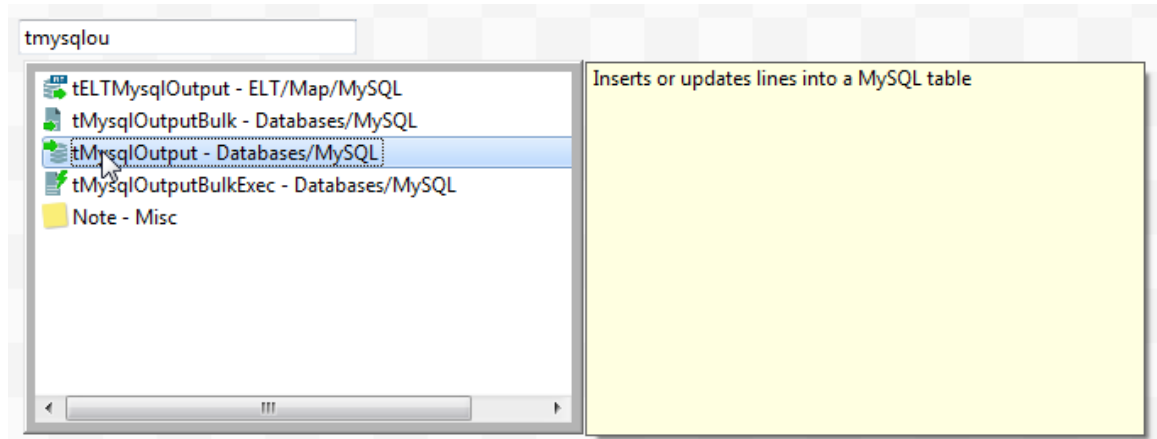 tmysqlou
tELTMysqlOutput - ELT/Map/MySQL
tMysqlOutputBulk - Databases/MySQL
tMysqlOutput - Databases/MySQL
tMysqlOutputBulkExec - Databases/MySQL
Note - Misc
Inserts or updates lines into a MySQL table